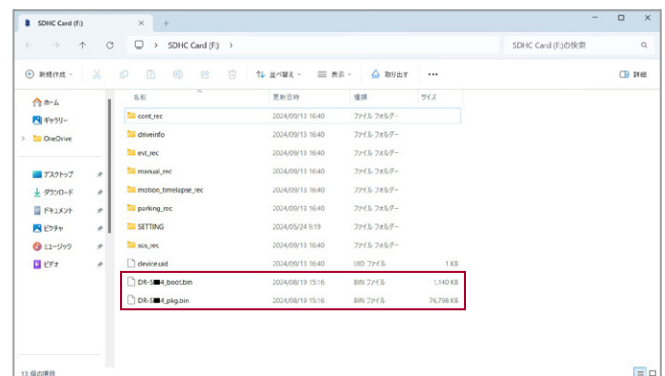 SDHC Card (F:)
SDHC Card (F:)
SDHC Card (F:)の検索
新規作成
並べ替え
表示
取り出す
詳細
ホーム
ギャラリー
OneDrive
デスクトップ
ダウンロード
ドキュメント
ピクチャ
ミュージック
ビデオ
名前 更新日時 種類 サイズ
cont_rec 2024/09/13 16:40 ファイル フォルダー
driveinfo 2024/09/13 16:40 ファイル フォルダー
evt_rec 2024/09/13 16:40 ファイル フォルダー
manual_rec 2024/09/13 16:40 ファイル フォルダー
motion_timelapse_rec 2024/09/13 16:40 ファイル フォルダー
parking_rec 2024/09/13 16:40 ファイル フォルダー
SETTING 2024/05/24 9:19 ファイル フォルダー
sos_rec 2024/09/13 16:40 ファイル フォルダー
device.uid 2024/09/13 16:40 UID ファイル 1 KB
DR-S■■4_boot.bin 2024/08/19 15:16 BIN ファイル 1,140 KB
DR-S■■4_pkg.bin 2024/08/19 15:16 BIN ファイル 76,798 KB
13 個の項目